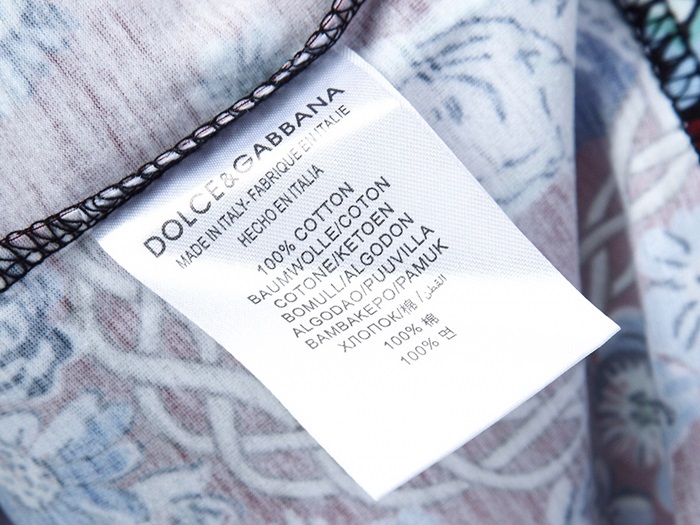 DOLCE&GABBANA
MADE IN ITALY-FABRIQUE EN ITALIE
HECHO EN ITALIA
100% COTTON
BAUMWOLLE/COTON
COTONE/KETOEN
BOMULL/ALGODON
ALGODAO/PUUVILLA
BAMBAKEPO/PAMUK
ХЛОПОК/棉/القطن
100% 棉
100% 면